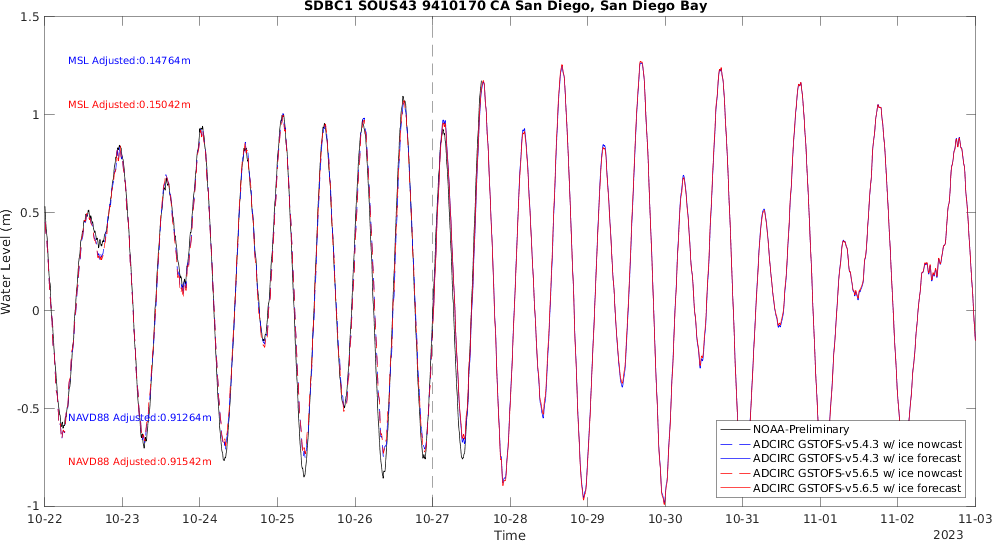 SDBC1 SOUS43 9410170 CA San Diego, San Diego Bay
1.5
1
0.5
0
-0.5
-1
Water Level (m)
MSL Adjusted:0.14764m
MSL Adjusted:0.15042m
NAVD88 Adjusted:0.91264m
NAVD88 Adjusted:0.91542m
NOAA-Preliminary
ADCIRC GSTOFS-v5.4.3 w/ ice nowcast
ADCIRC GSTOFS-v5.4.3 w/ ice forecast
ADCIRC GSTOFS-v5.6.5 w/ ice nowcast
ADCIRC GSTOFS-v5.6.5 w/ ice forecast
10-22 10-23 10-24 10-25 10-26 10-27 10-28 10-29 10-30 10-31 11-01 11-02 11-03
Time
2023